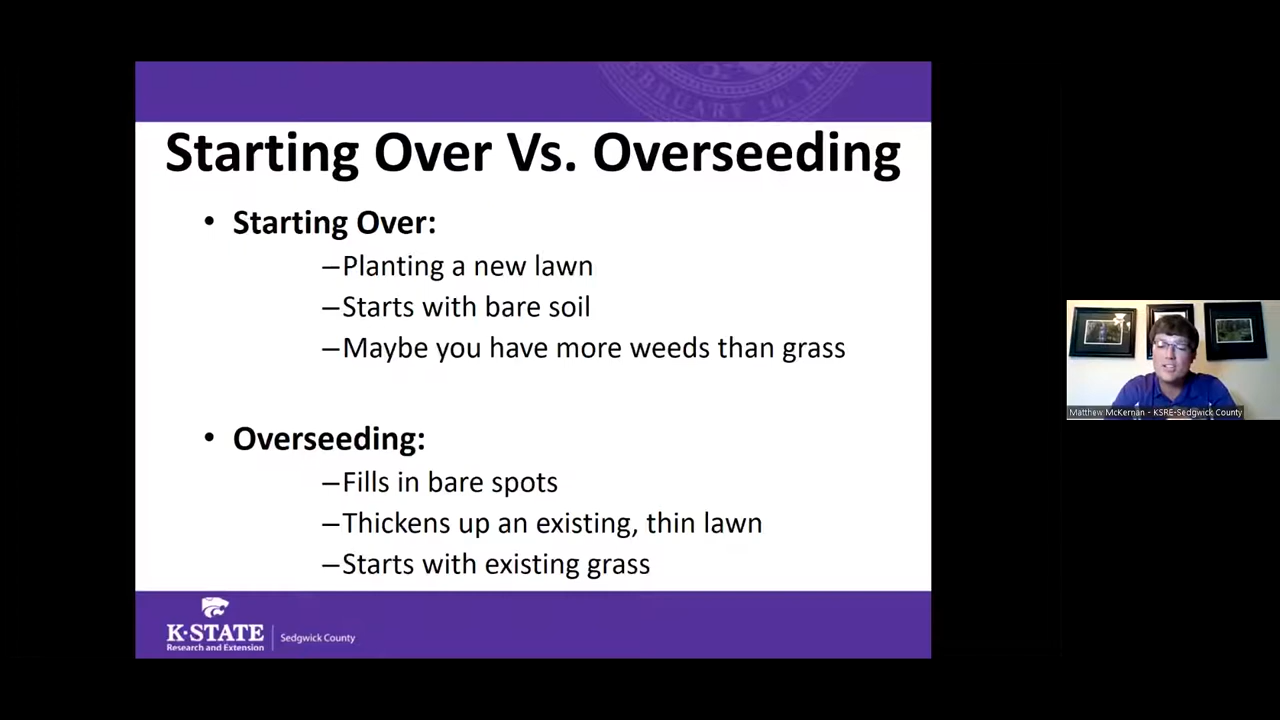 FEBRUARY 16, 
Starting Over Vs. Overseeding
• Starting Over:
–Planting a new lawn
–Starts with bare soil
–Maybe you have more weeds than grass
• Overseeding:
–Fills in bare spots
–Thickens up an existing, thin lawn
–Starts with existing grass
K·STATE
Research and Extension
Sedgwick County
Matthew McKernan - KSRE-Sedgwick County